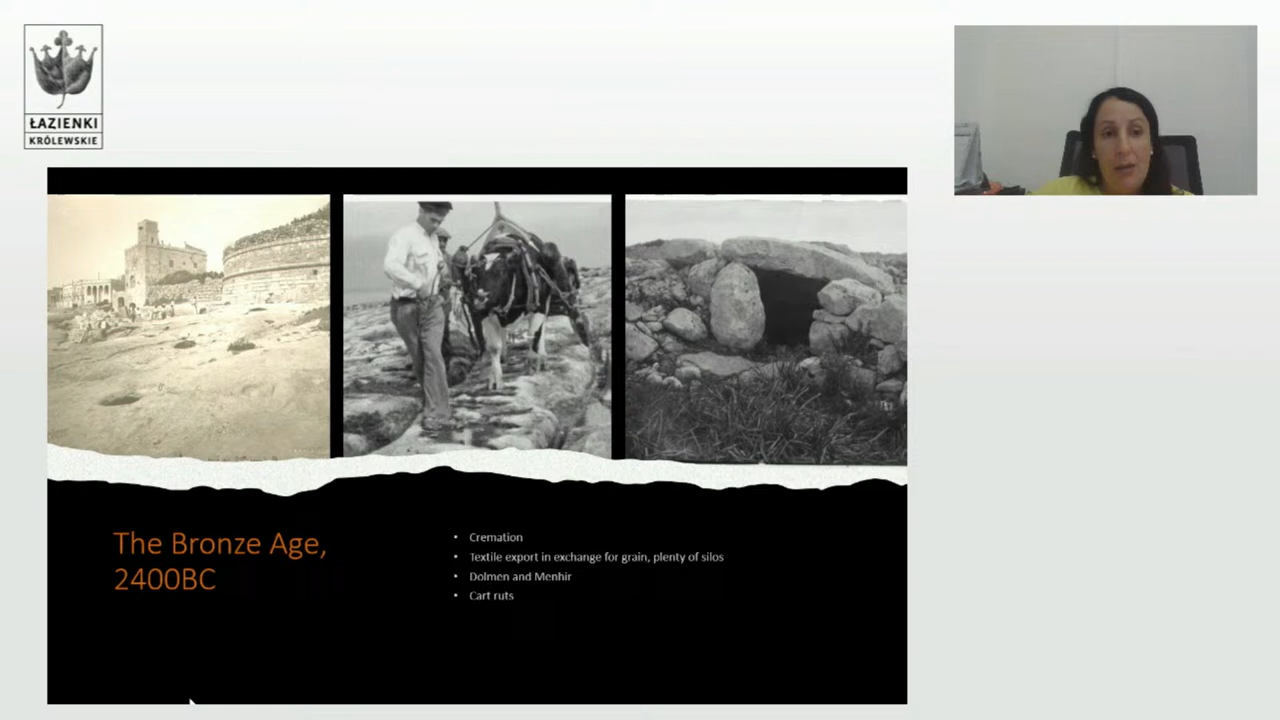 ŁAZIENKI
KRÓLEWSKIE
The Bronze Age,
2400BC
• Cremation
• Textile export in exchange for grain, plenty of silos
• Dolmen and Menhir
• Cart ruts